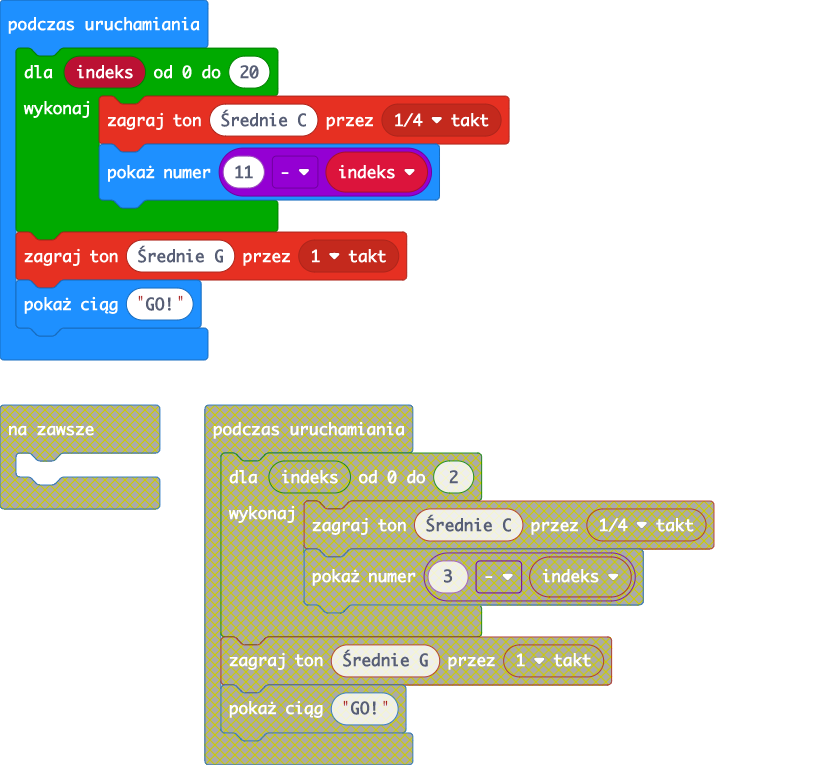 podczas uruchamiania
dla indeks od 0 do 20
wykonaj
zagraj ton Średnie C przez 1/4 takt
pokaż numer 11 - indeks
zagraj ton Średnie G przez 1 takt
pokaż ciąg "GO!"
na zawsze
podczas uruchamiania
dla indeks od 0 do 2
wykonaj
zagraj ton Średnie C przez 1/4 takt
pokaż numer 3 - indeks
zagraj ton Średnie G przez 1 takt
pokaż ciąg "GO!"